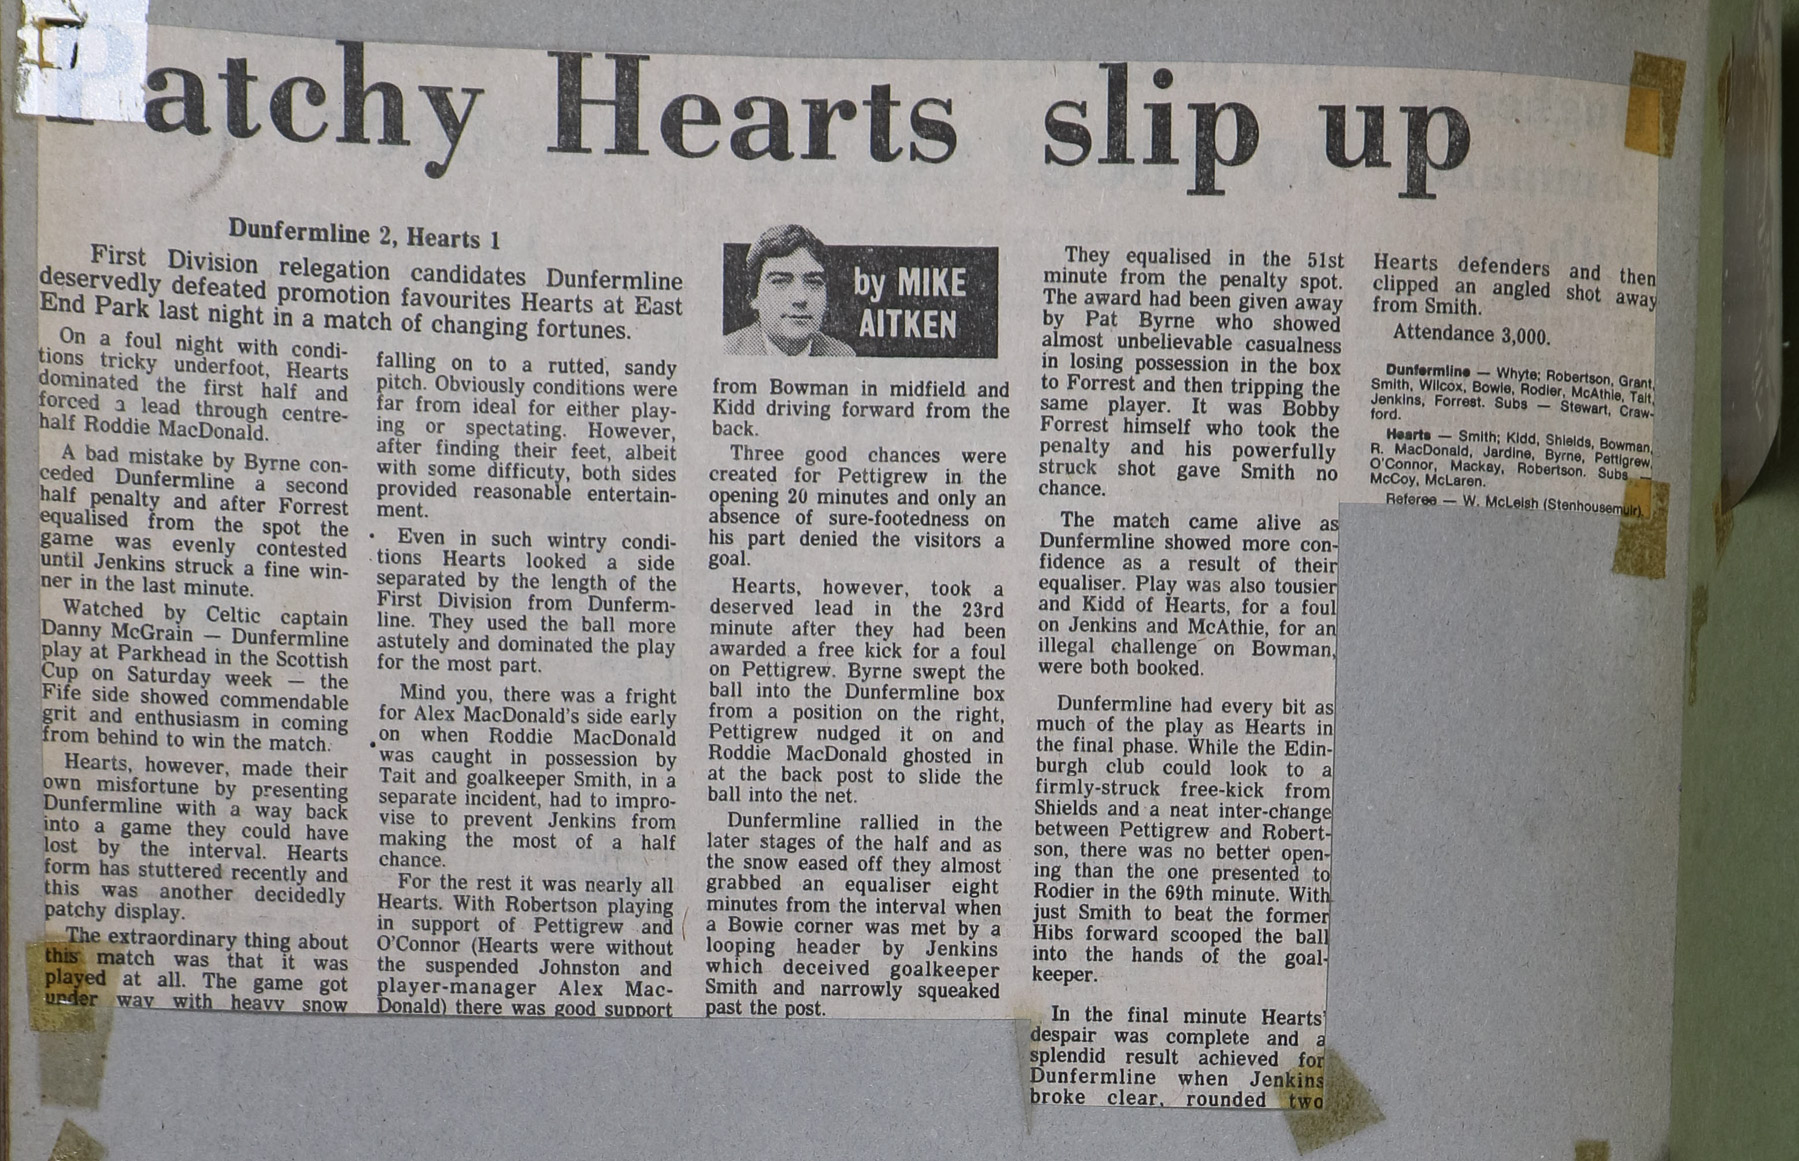 Patchy Hearts slip up
Dunfermline 2, Hearts 1
First Division relegation candidates Dunfermline
deservedly defeated promotion favourites Hearts at East
End Park last night in a match of changing fortunes.
On a foul night with condi-
tions tricky underfoot, Hearts
dominated the first half and
forced a lead through centre-
half Roddie MacDonald.
A bad mistake by Byrne con-
ceded Dunfermline a second
half penalty and after Forrest
equalised from the spot the
game was evenly contested
until Jenkins struck a fine win-
ner in the last minute.
Watched by Celtic captain
Danny McGrain — Dunfermline
play at Parkhead in the Scottish
Cup on Saturday week — the
Fife side showed commendable
grit and enthusiasm in coming
from behind to win the match.
Hearts, however, made their
own misfortune by presenting
Dunfermline with a way back
into a game they could have
lost by the interval. Hearts
form has stuttered recently and
this was another decidedly
patchy display.
The extraordinary thing about
this match was that it was
played at all. The game got
under way with heavy snow
falling on to a rutted, sandy
pitch. Obviously conditions were
far from ideal for either play-
ing or spectating. However,
after finding their feet, albeit
with some difficuty, both sides
provided reasonable entertain-
ment.
Even in such wintry condi-
tions Hearts looked a side
separated by the length of the
First Division from Dunferm-
line. They used the ball more
astutely and dominated the play
for the most part.
Mind you, there was a fright
for Alex MacDonald's side early
on when Roddie MacDonald
was caught in possession by
Tait and goalkeeper Smith, in a
separate incident, had to impro-
vise to prevent Jenkins from
making the most of a half
chance.
For the rest it was nearly all
Hearts. With Robertson playing
in support of Pettigrew and
O'Connor (Hearts were without
the suspended Johnston and
player-manager Alex Mac-
Donald) there was good support
by MIKE
AITKEN
from Bowman in midfield and
Kidd driving forward from the
back.
Three good chances were
created for Pettigrew in the
opening 20 minutes and only an
absence of sure-footedness on
his part denied the visitors a
goal.
Hearts, however, took a
deserved lead in the 23rd
minute after they had been
awarded a free kick for a foul
on Pettigrew. Byrne swept the
ball into the Dunfermline box
from a position on the right,
Pettigrew nudged it on and
Roddie MacDonald ghosted in
at the back post to slide the
ball into the net.
Dunfermline rallied in the
later stages of the half and as
the snow eased off they almost
grabbed an equaliser eight
minutes from the interval when
a Bowie corner was met by a
looping header by Jenkins
which deceived goalkeeper
Smith and narrowly squeaked
past the post.
They equalised in the 51st
minute from the penalty spot.
The award had been given away
by Pat Byrne who showed
almost unbelievable casualness
in losing possession in the box
to Forrest and then tripping the
same player. It was Bobby
Forrest himself who took the
penalty and his powerfully
struck shot gave Smith no
chance.
The match came alive as
Dunfermline showed more con-
fidence as a result of their
equaliser. Play was also tousier
and Kidd of Hearts, for a foul
on Jenkins and McAthie, for an
illegal challenge on Bowman,
were both booked.
Dunfermline had every bit as
much of the play as Hearts in
the final phase. While the Edin-
burgh club could look to a
firmly-struck free-kick from
Shields and a neat inter-change
between Pettigrew and Robert-
son, there was no better open-
ing than the one presented to
Rodier in the 69th minute. With
just Smith to beat the former
Hibs forward scooped the ball
into the hands of the goal-
keeper.
In the final minute Hearts'
despair was complete and a
splendid result achieved for
Dunfermline when Jenkins
broke clear, rounded two
Hearts defenders and then
clipped an angled shot away
from Smith.
Attendance 3,000.
Dunfermline — Whyte; Robertson, Grant,
Smith, Wilcox, Bowie, Rodier, McAthie, Tait,
Jenkins, Forrest. Subs — Stewart, Craw-
ford.
Hearts — Smith; Kidd, Shields, Bowman,
R. MacDonald, Jardine, Byrne, Pettigrew,
O'Connor, Mackay, Robertson. Subs —
McCoy, McLaren.
Referee — W. McLeish (Stenhousemuir).